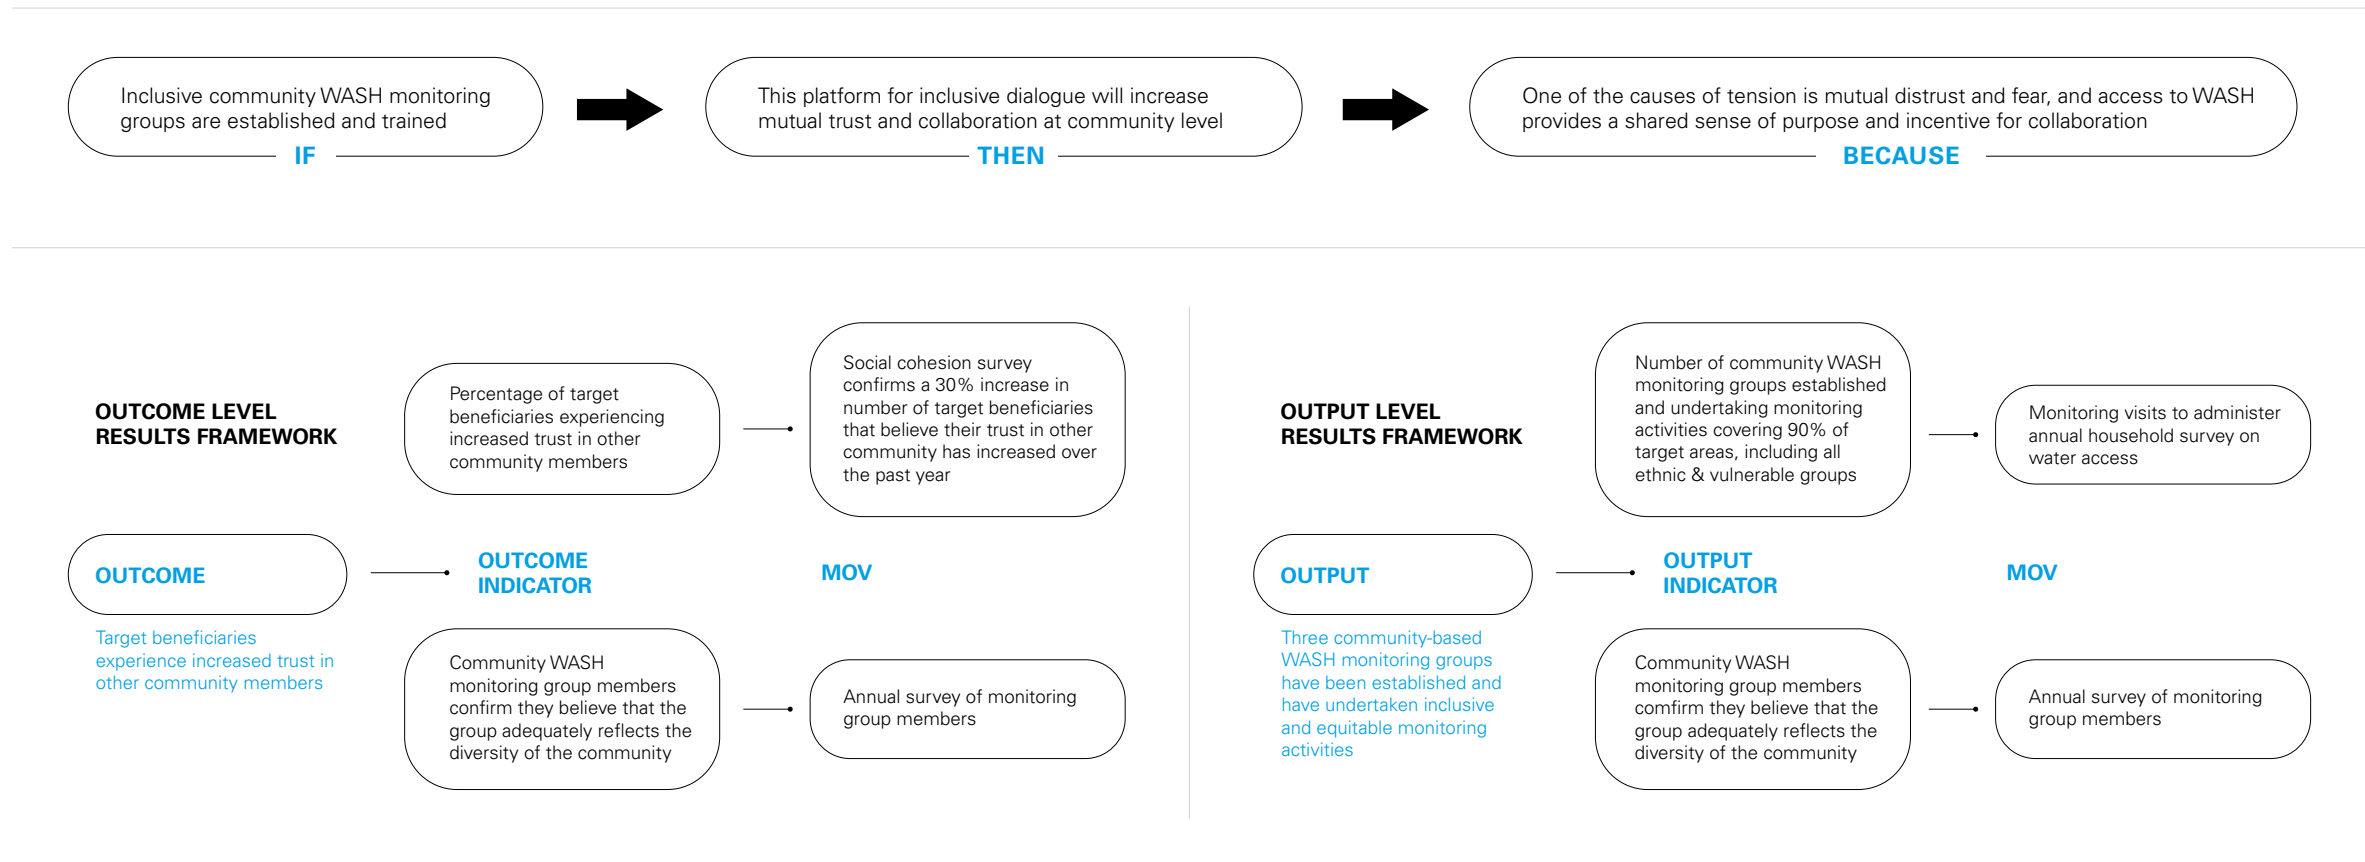 Inclusive community WASH monitoring
groups are established and trained
IF
This platform for inclusive dialogue will increase
mutual trust and collaboration at community level
THEN
One of the causes of tension is mutual distrust and fear, and access to WASH
provides a shared sense of purpose and incentive for collaboration
BECAUSE
OUTCOME LEVEL
RESULTS FRAMEWORK
Percentage of target
beneficiaries experiencing
increased trust in other
community members
Social cohesion survey
confirms a 30% increase in
number of target beneficiaries
that believe their trust in other
community has increased over
the past year
OUTCOME
OUTCOME
INDICATOR
MOV
Target beneficiaries
experience increased trust in
other community members
Community WASH
monitoring group members
confirm they believe that the
group adequately reflects the
diversity of the community
Annual survey of monitoring
group members
OUTPUT LEVEL
RESULTS FRAMEWORK
Number of community WASH
monitoring groups established
and undertaking monitoring
activities covering 90% of
target areas, including all
ethnic & vulnerable groups
Monitoring visits to administer
annual household survey on
water access
OUTPUT
OUTPUT
INDICATOR
MOV
Three community-based
WASH monitoring groups
have been established and
have undertaken inclusive
and equitable monitoring
activities
Community WASH
monitoring group members
comfirm they believe that the
group adequately reflects the
diversity of the community
Annual survey of monitoring
group members